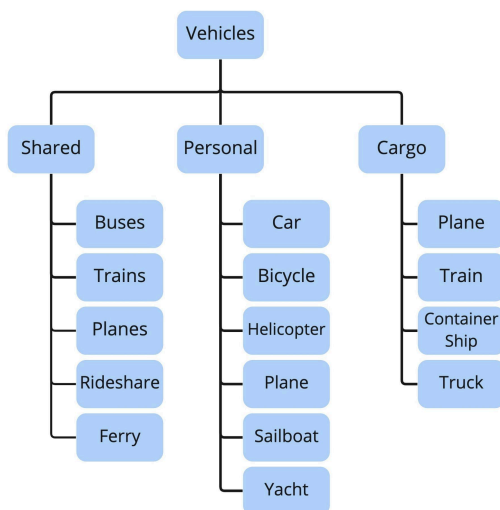 Vehicles
Shared
Personal
Cargo
Buses
Trains
Planes
Rideshare
Ferry
Car
Bicycle
Helicopter
Plane
Sailboat
Yacht
Plane
Train
Container
Ship
Truck